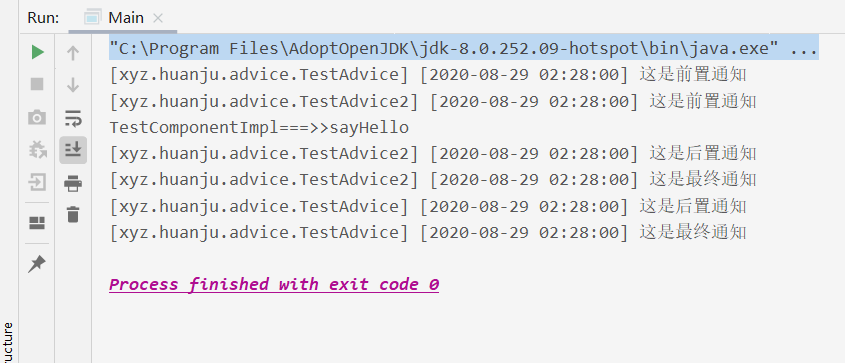 Run: Main ×
"C:\Program Files\AdoptOpenJDK\jdk-8.0.252.09-hotspot\bin\java.exe" ...
[xyz.huanju.advice.TestAdvice] [2020-08-29 02:28:00] 这是前置通知
[xyz.huanju.advice.TestAdvice2] [2020-08-29 02:28:00] 这是前置通知
TestComponentImpl===>>sayHello
[xyz.huanju.advice.TestAdvice2] [2020-08-29 02:28:00] 这是后置通知
[xyz.huanju.advice.TestAdvice2] [2020-08-29 02:28:00] 这是最终通知
[xyz.huanju.advice.TestAdvice] [2020-08-29 02:28:00] 这是后置通知
[xyz.huanju.advice.TestAdvice] [2020-08-29 02:28:00] 这是最终通知
Process finished with exit code 0
ucture